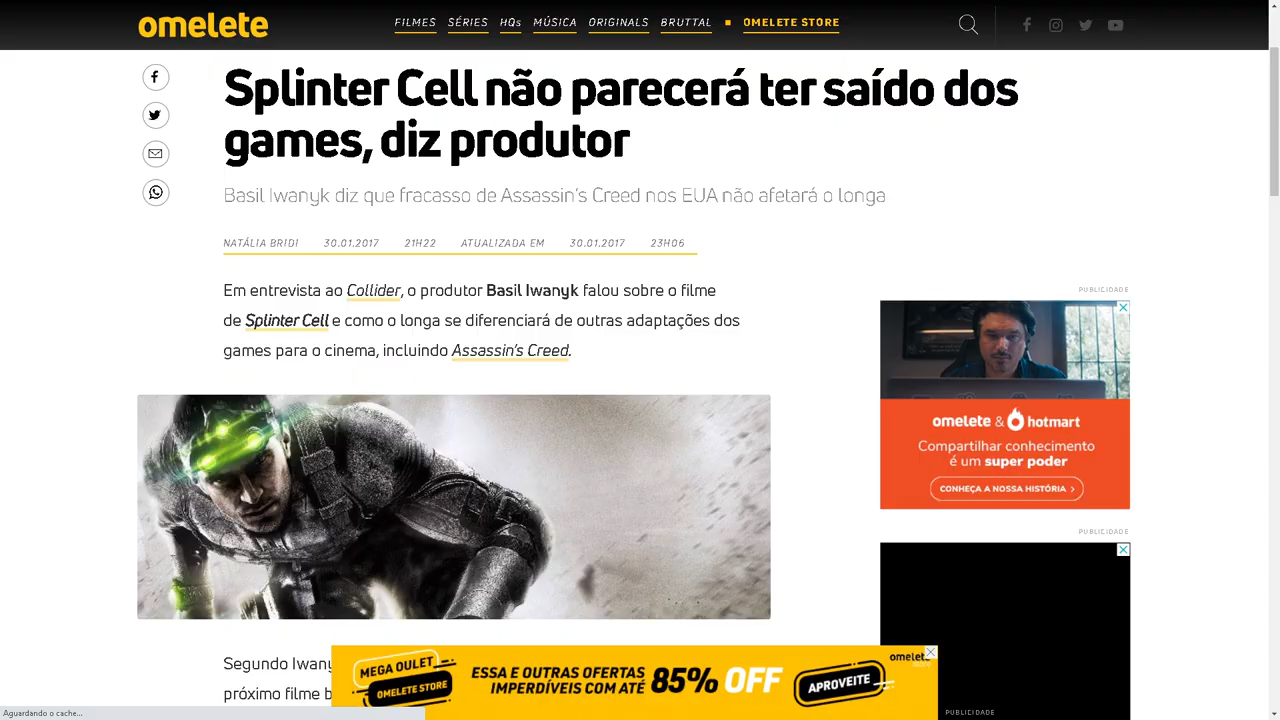 omelete
FILMES SÉRIES HQs MÚSICA ORIGINALS BRUTTAL OMELETE STORE
Splinter Cell não parecerá ter saído dos
games, diz produtor
Basil Iwanyk diz que fracasso de Assassin's Creed nos EUA não afetará o longa
NATÁLIA BRIDI 30.01.2017 21H22 ATUALIZADA EM 30.01.2017 23H06
Em entrevista ao Collider, o produtor Basil Iwanyk falou sobre o filme
de Splinter Cell e como o longa se diferenciará de outras adaptações dos
games para o cinema, incluindo Assassin's Creed.
PUBLICIDADE
omelete & hotmart
Compartilhar conhecimento
é um super poder
CONHEÇA A NOSSA HISTÓRIA >
PUBLICIDADE
Segundo Iwany
próximo filme b
MEGA OULET
OMELETE STORE
ESSA E OUTRAS OFERTAS
IMPERDÍVEIS COM ATÉ
85% OFF
APROVEITE
omelete
PUBLICIDADE
Aguardando o cache...